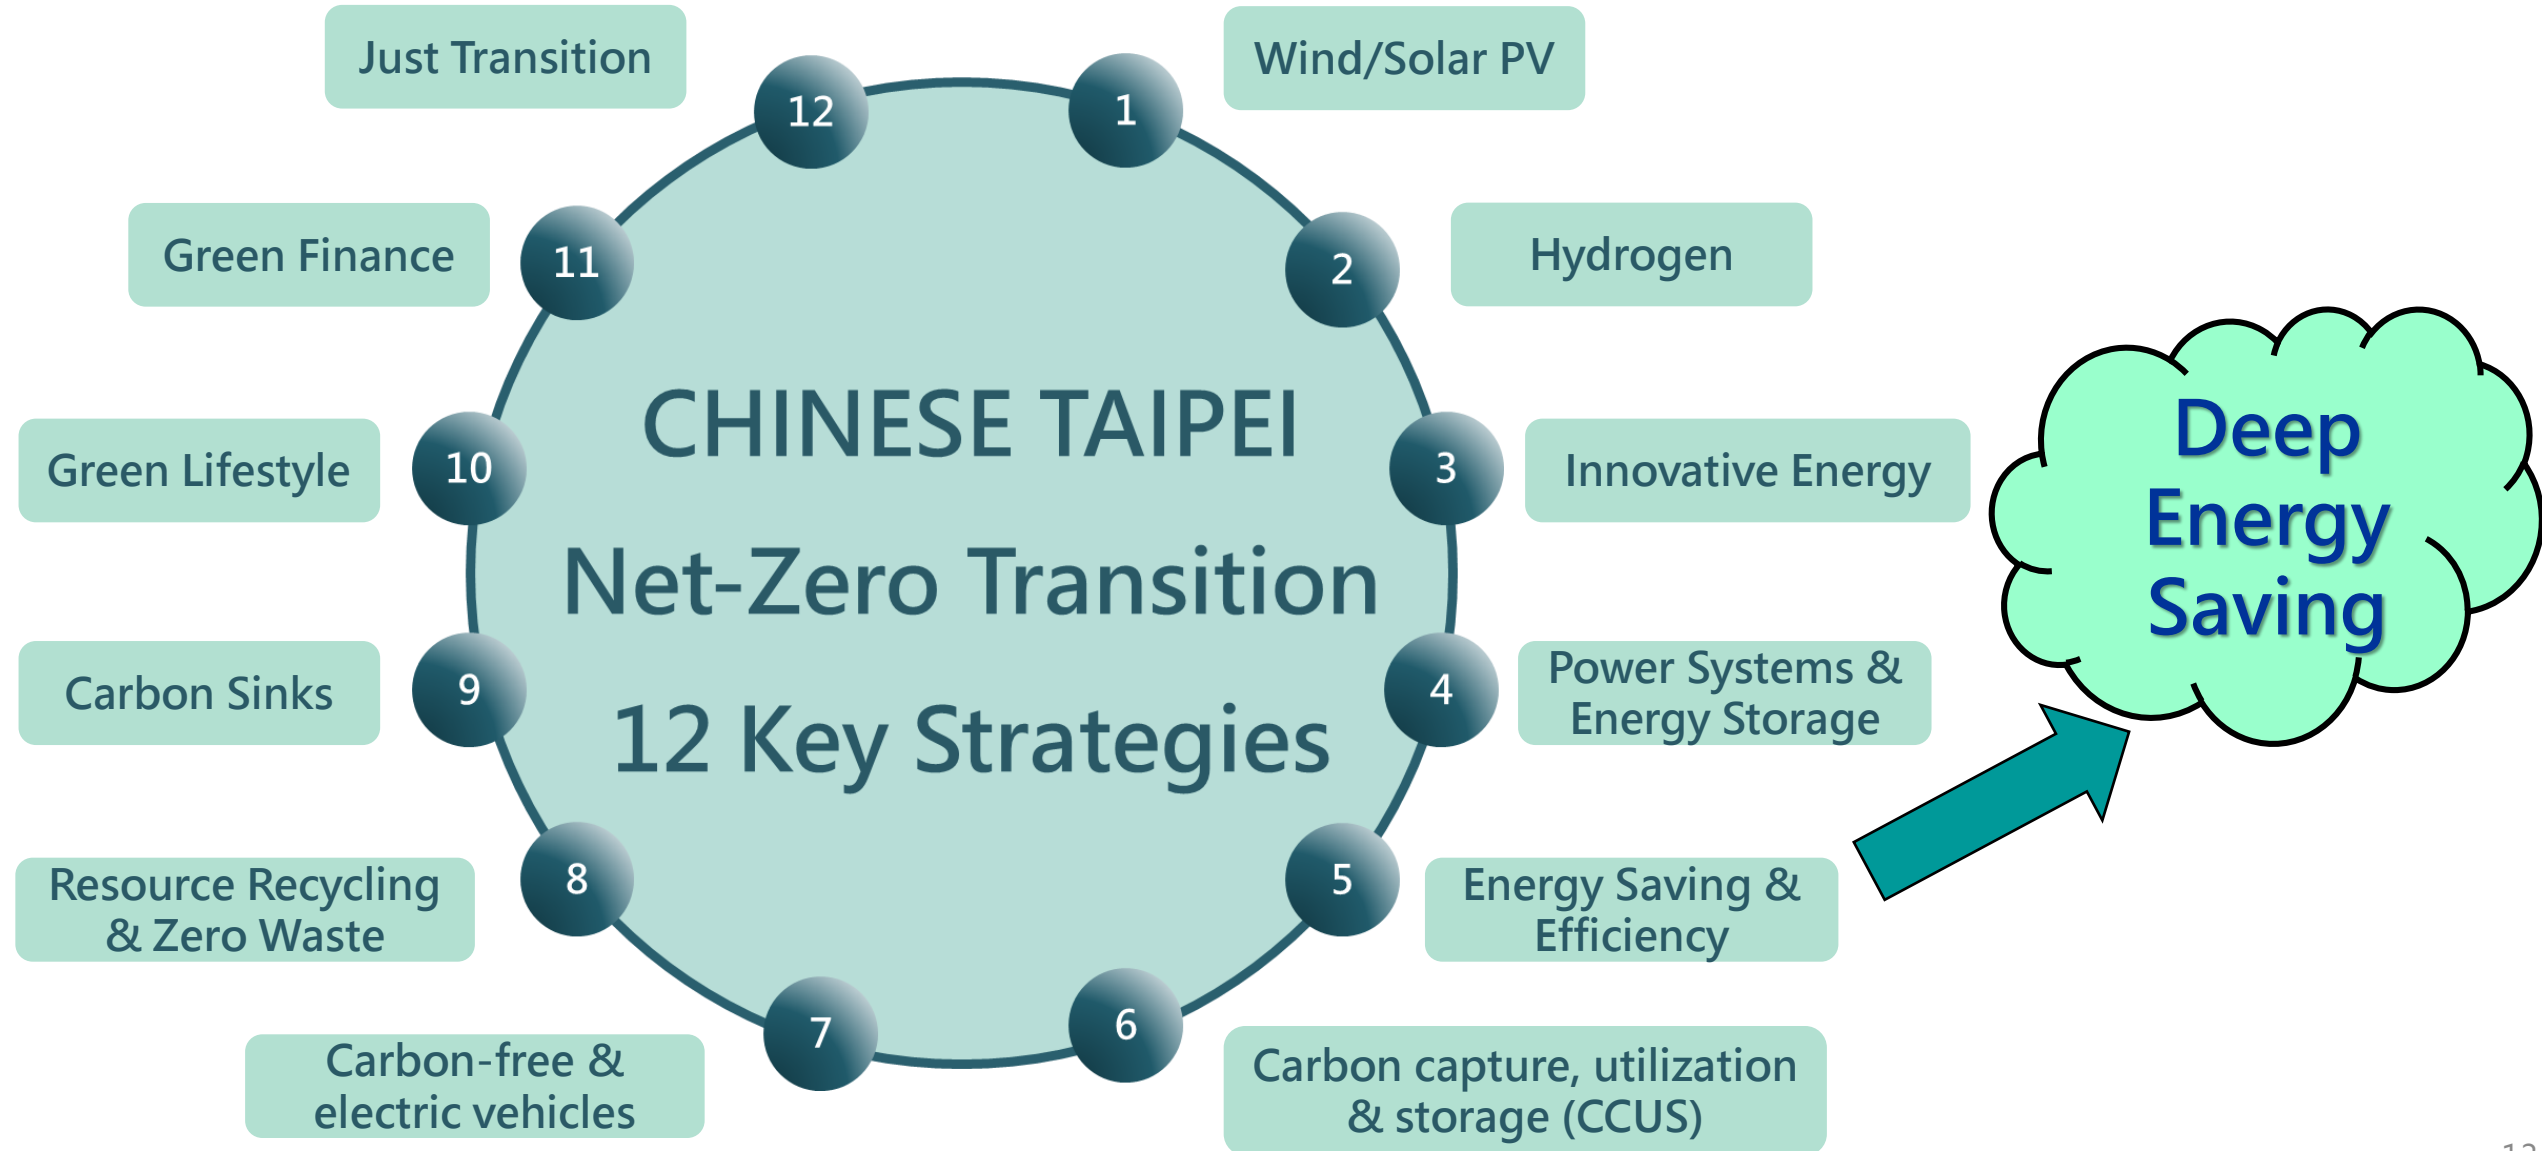 CHINESE TAIPEI
Net-Zero Transition
12 Key Strategies
1
Wind/Solar PV
2
Hydrogen
3
Innovative Energy
4
Power Systems &
Energy Storage
5
Energy Saving &
Efficiency
6
Carbon capture, utilization
& storage (CCUS)
7
Carbon-free &
electric vehicles
8
Resource Recycling
& Zero Waste
9
Carbon Sinks
10
Green Lifestyle
11
Green Finance
12
Just Transition
Deep
Energy
Saving